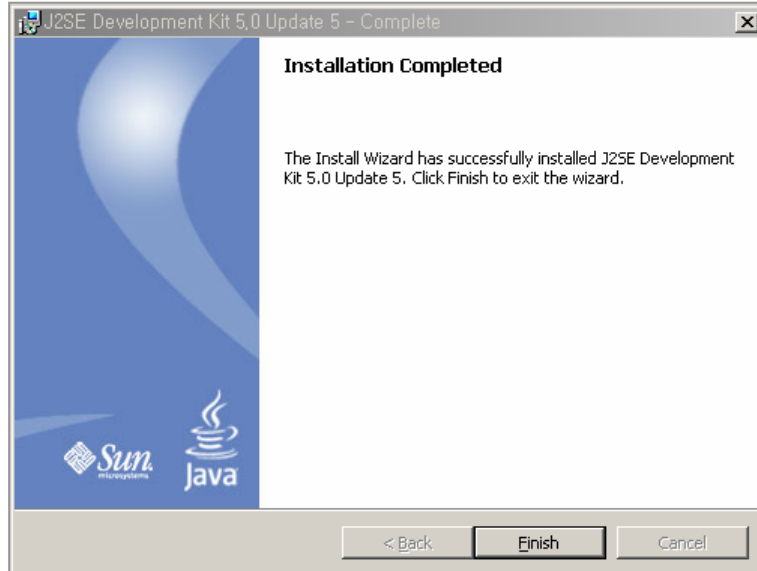 J2SE Development Kit 5.0 Update 5 - Complete
Installation Completed
The Install Wizard has successfully installed J2SE Development
Kit 5.0 Update 5. Click Finish to exit the wizard.
Sun
microsystems
Java
< Back
Finish
Cancel